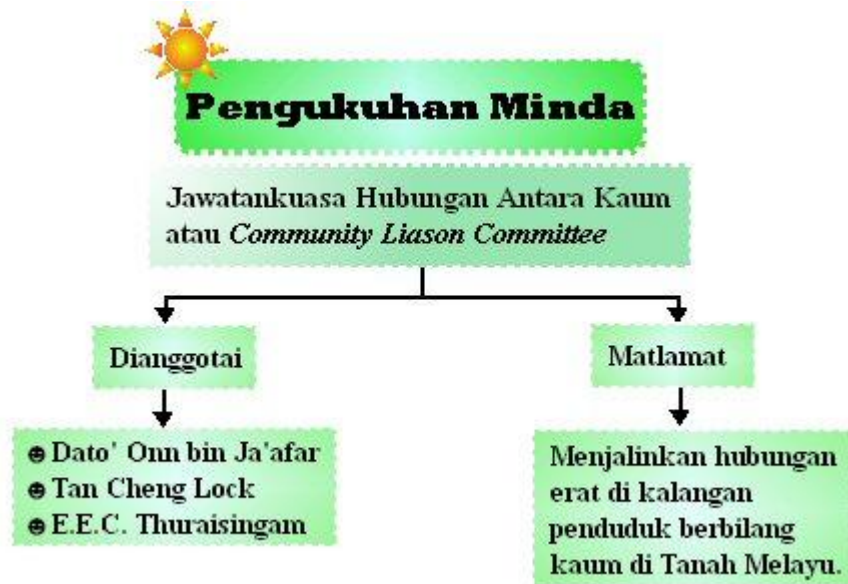 Pengukuhan Minda
Jawatankuasa Hubungan Antara Kaum
atau Community Liason Committee
Dianggotai
Matlamat
Dato' Onn bin Ja'afar
Tan Cheng Lock
E.E.C. Thuraisingam
Menjalinkan hubungan
erat di kalangan
penduduk berbilang
kaum di Tanah Melayu.